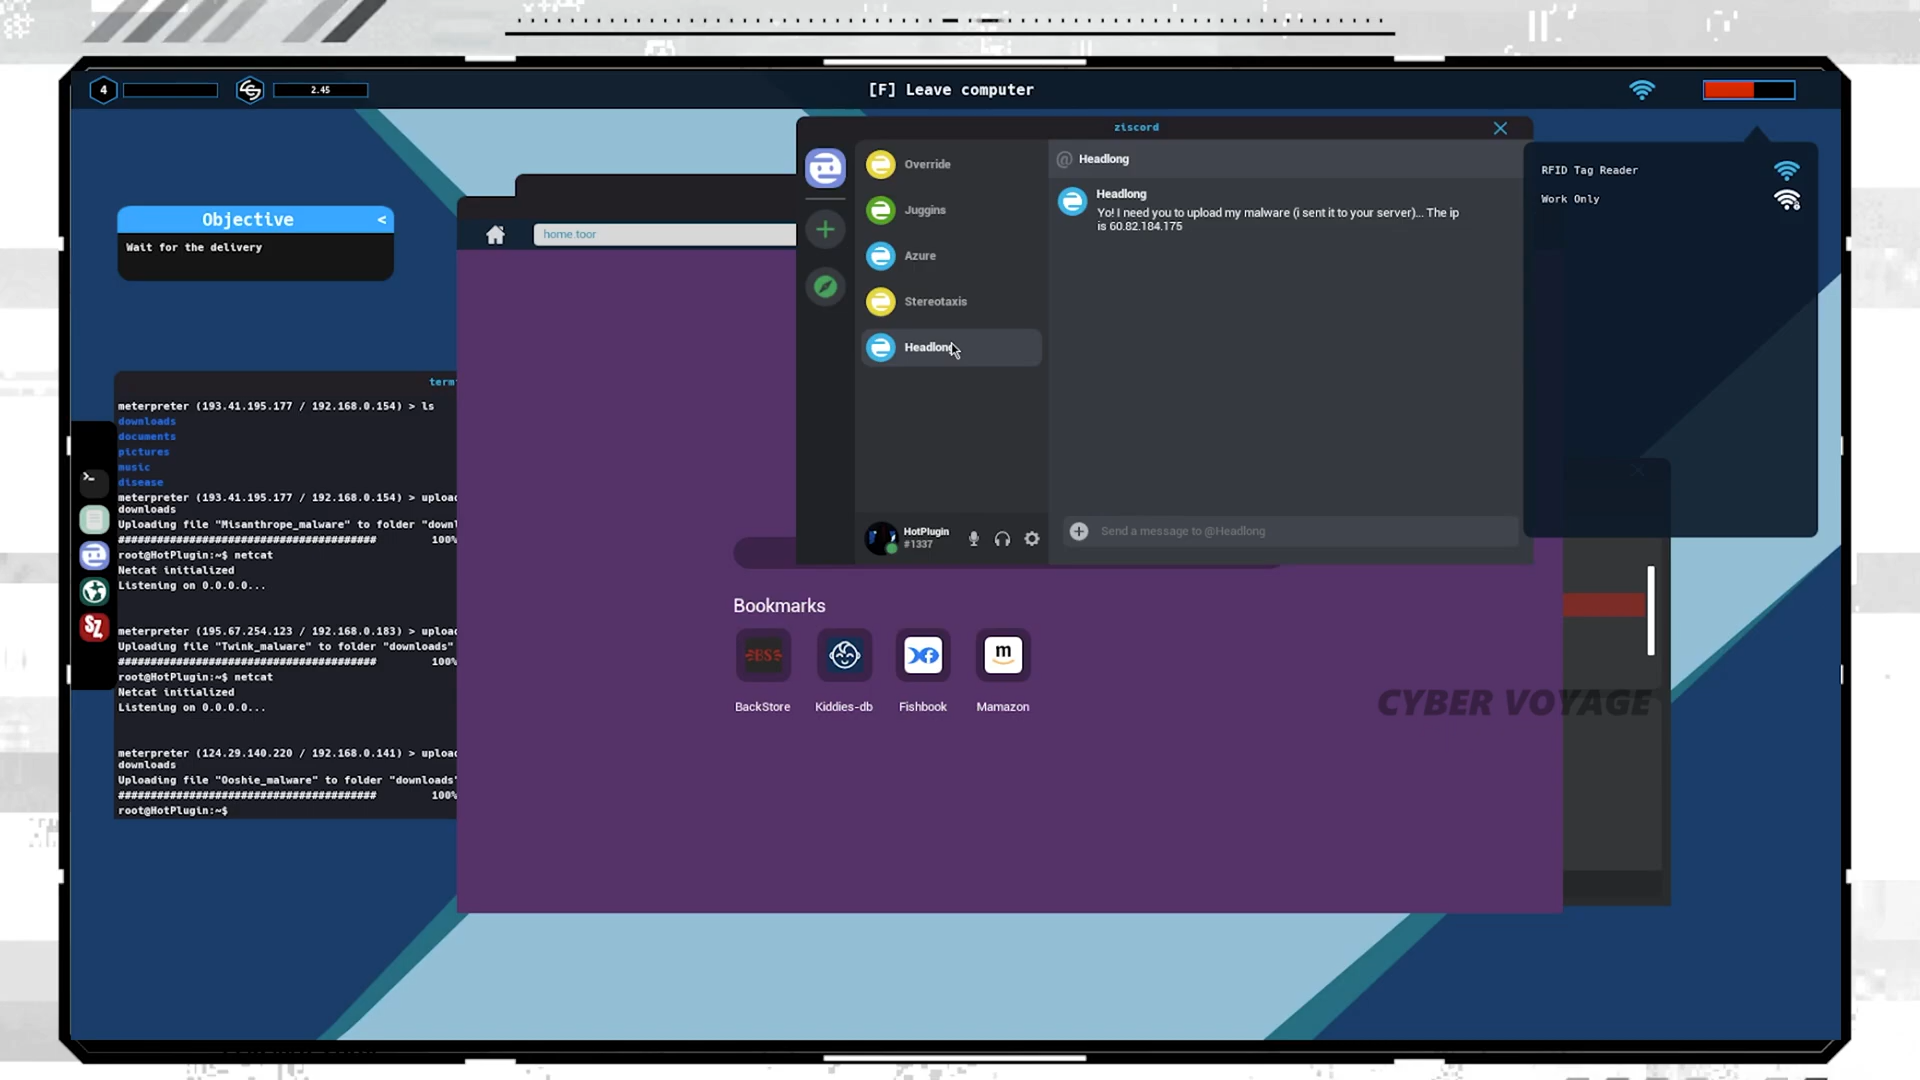 4
2.45
[F] Leave computer
ziscord
Objective <
Wait for the delivery
home.toor
Override
Juggins
Azure
Stereotaxis
Headlong
HotPlugin
#1337
@ Headlong
Headlong
Yo! I need you to upload my malware (i sent it to your server)... The ip
is 60.82.184.175
Send a message to @Headlong
RFID Tag Reader
Work Only
meterpreter (193.41.195.177 / 192.168.0.154) > ls
downloads
documents
pictures
music
disease
meterpreter (193.41.195.177 / 192.168.0.154) > upload
downloads
Uploading file "Misanthrope_malware" to folder "down
####################################### 100%
root@HotPlugin:~$ netcat
Netcat initialized
Listening on 0.0.0.0...
meterpreter (195.67.254.123 / 192.168.0.183) > upload
Uploading file "Twink_malware" to folder "downloads"
####################################### 100%
root@HotPlugin:~$ netcat
Netcat initialized
Listening on 0.0.0.0...
meterpreter (124.29.140.220 / 192.168.0.141) > upload
downloads
Uploading file "Ooshie_malware" to folder "downloads"
####################################### 100%
root@HotPlugin:~$
Bookmarks
BS
m
BackStore
Kiddies-db
Fishbook
Mamazon
SZ
CYBER VOYAGE